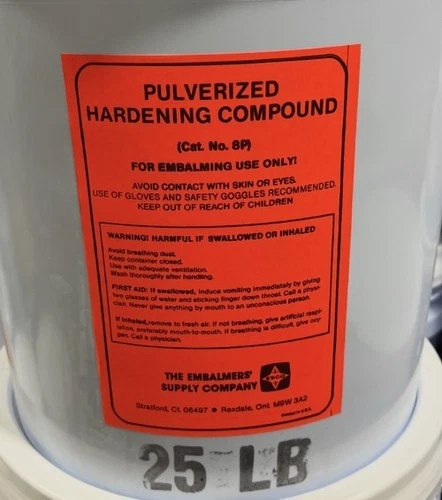 PULVERIZED
HARDENING COMPOUND
(Cat. No. 8P)
FOR EMBALMING USE ONLY!
AVOID CONTACT WITH SKIN OR EYES.
USE OF GLOVES AND SAFETY GOGGLES RECOMMENDED.
KEEP OUT OF REACH OF CHILDREN
WARNING! HARMFUL IF SWALLOWED OR INHALED
Avoid breathing dust.
Keep container closed.
Use with adequate ventilation.
Wash thoroughly after handling.
FIRST AID: If swallowed, induce vomiting immediately by giving
two glasses of water and sticking finger down throat. Call a physi-
cian. Never give anything by mouth to an unconscious person.
If inhaled, remove to fresh air. If not breathing, give artificial respi-
ration, preferably mouth-to-mouth. If breathing is difficult, give oxy-
gen. Call a physician.
THE EMBALMERS'
SUPPLY COMPANY
ESCO
Stratford, Ct. 06497 • Rexdale, Ont. M9W 3A2
Printed in U.S.A.
25 LB